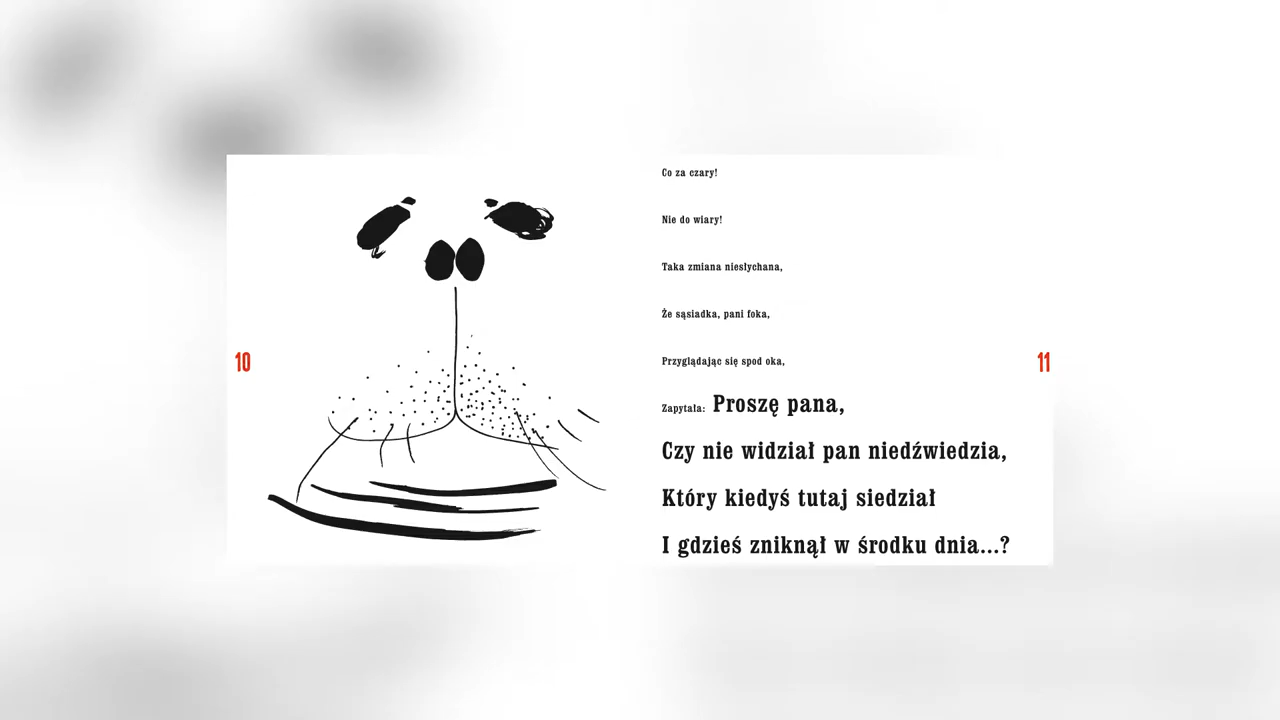 10
Co za czary!
Nie do wiary!
Taka zmiana niesłychana,
Że sąsiadka, pani foka,
Przyglądając się spod oka,
Zapytała: Proszę pana,
Czy nie widział pan niedźwiedzia,
Który kiedyś tutaj siedział
I gdzieś zniknął w środku dnia...?
11